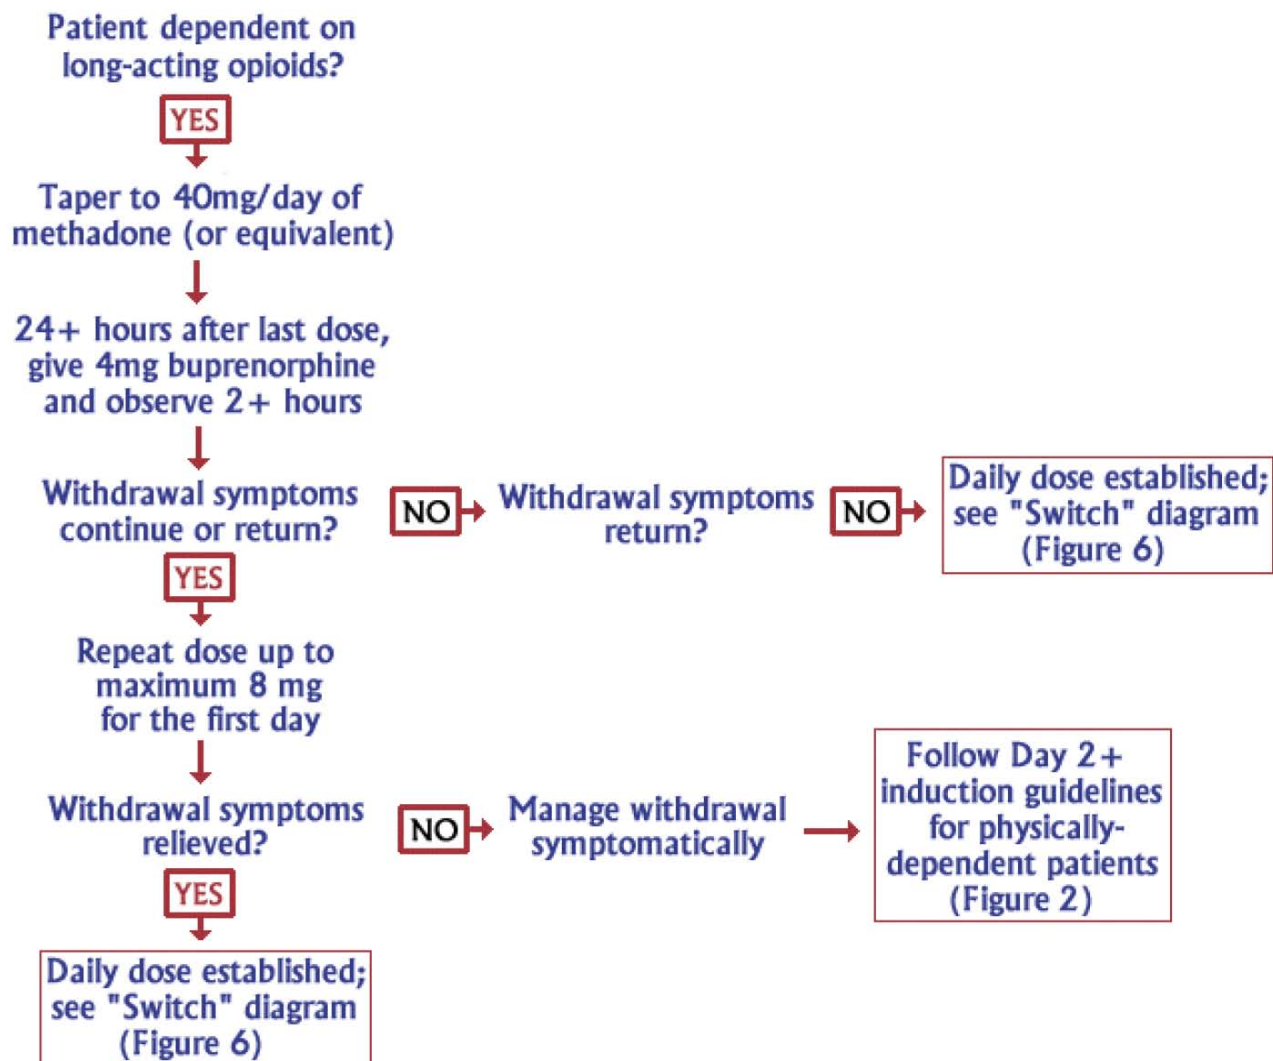 Patient dependent on
long-acting opioids?
YES
Taper to 40mg/day of
methadone (or equivalent)
24+ hours after last dose,
give 4mg buprenorphine
and observe 2+ hours
Withdrawal symptoms
continue or return?
NO
Withdrawal symptoms
return?
NO
Daily dose established;
see "Switch" diagram
(Figure 6)
YES
Repeat dose up to
maximum 8 mg
for the first day
Withdrawal symptoms
relieved?
NO
Manage withdrawal
symptomatically
Follow Day 2+
induction guidelines
for physically-
dependent patients
(Figure 2)
YES
Daily dose established;
see "Switch" diagram
(Figure 6)